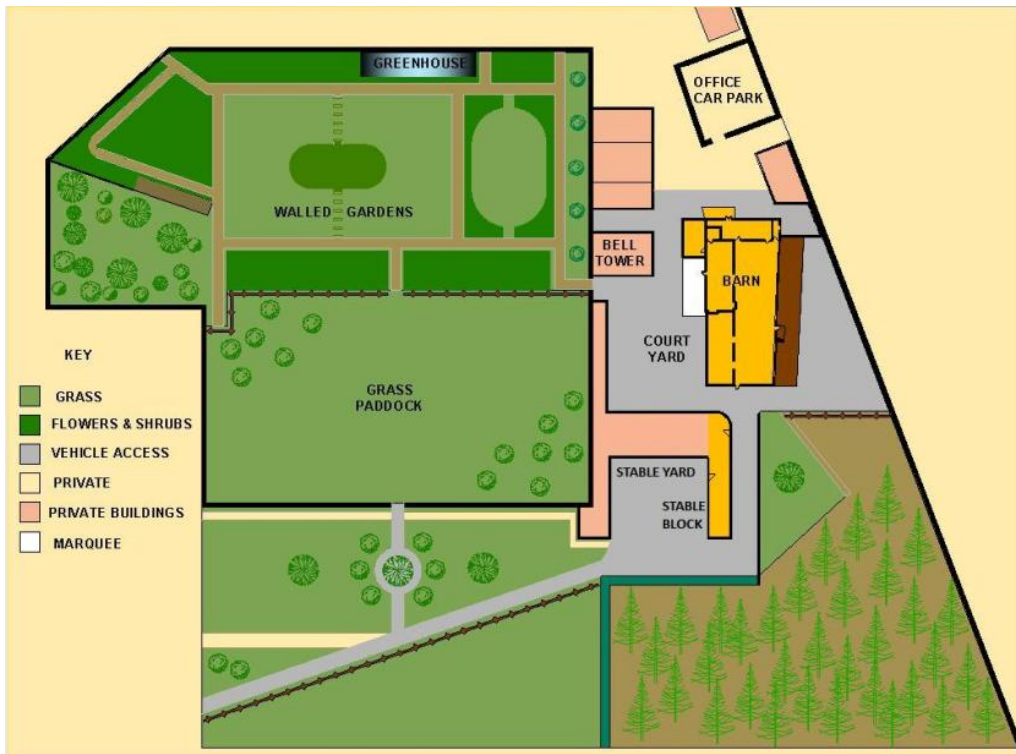 GREENHOUSE
OFFICE
CAR PARK
WALLED GARDENS
BELL
TOWER
BARN
COURT
YARD
GRASS
PADDOCK
STABLE YARD
STABLE
BLOCK
KEY
GRASS
FLOWERS & SHRUBS
VEHICLE ACCESS
PRIVATE
PRIVATE BUILDINGS
MARQUEE